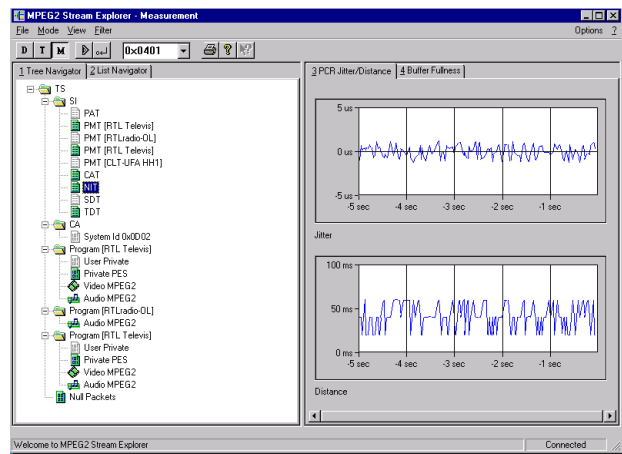 MPEG2 Stream Explorer - Measurement
File Mode View Filter Options ?
D T M 0x0401
1 Tree Navigator 2 List Navigator
TS
SI
PAT
PMT [RTL Televis]
PMT [RTLradio-OL]
PMT [RTL Televis]
PMT [CLT-UFA HH1]
CAT
NIT
SDT
TDT
CA
System Id 0x0D02
Program [RTL Televis]
User Private
Private PES
Video MPEG2
Audio MPEG2
Program [RTLradio-OL]
Audio MPEG2
Program [RTL Televis]
User Private
Private PES
Video MPEG2
Audio MPEG2
Null Packets
3 PCR Jitter/Distance 4 Buffer Fullness
5 us
0 us
-5 us
-5 sec -4 sec -3 sec -2 sec -1 sec
Jitter
100 ms
50 ms
0 ms
-5 sec -4 sec -3 sec -2 sec -1 sec
Distance
Welcome to MPEG2 Stream Explorer Connected